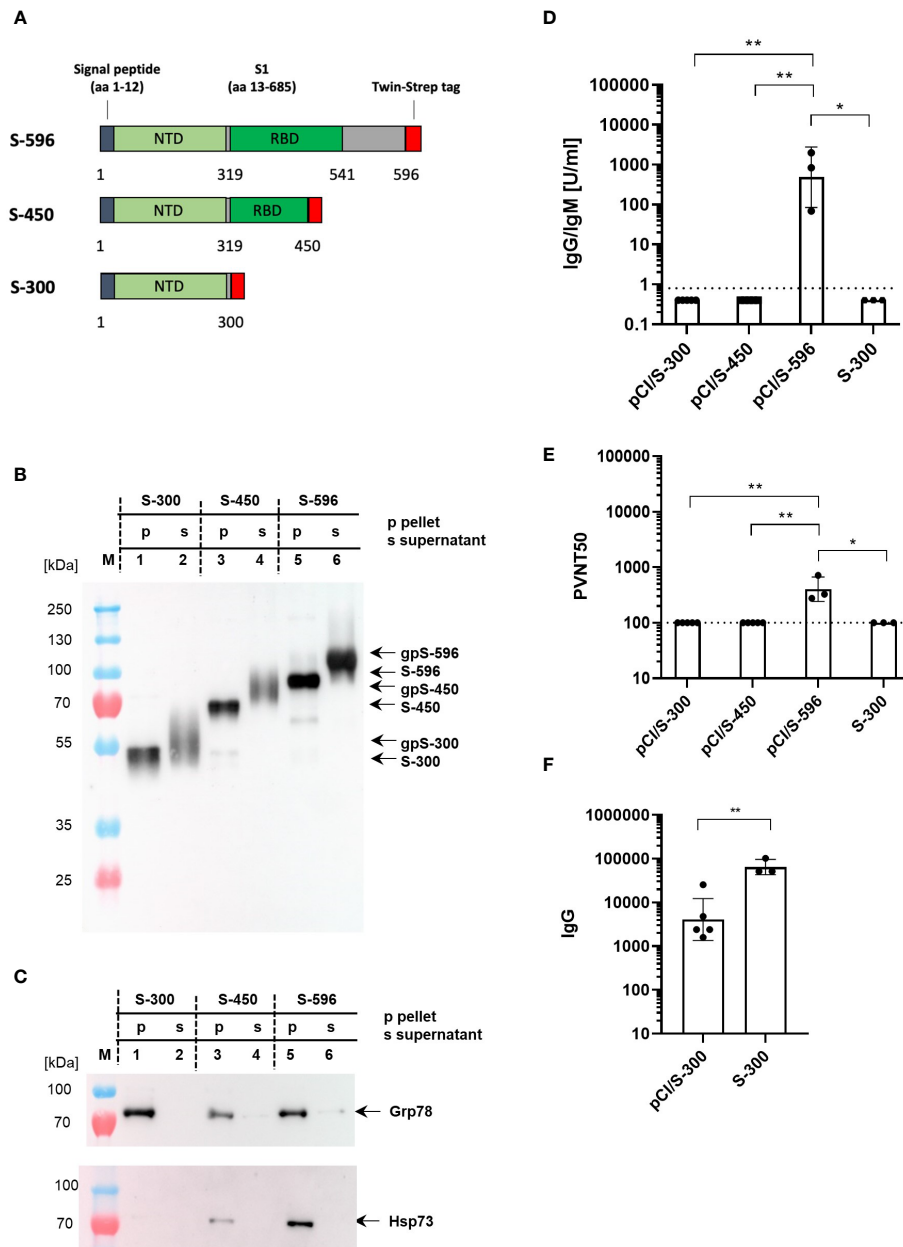 A
Signal peptide
(aa 1-12)
S1
(aa 13-685)
Twin-Strep tag
S-596
NTD
RBD
1
319
541
596
S-450
NTD
RBD
1
319
450
S-300
NTD
1
300
B
S-300
S-450
S-596
p
s
p
s
p
s
p pellet
s supernatant
[kDa]
M
1
2
3
4
5
6
250
130
100
70
55
35
25
gpS-596
S-596
gpS-450
S-450
gpS-300
S-300
C
S-300
S-450
S-596
p
s
p
s
p
s
p pellet
s supernatant
[kDa]
M
1
2
3
4
5
6
100
70
Grp78
100
70
Hsp73
D
**
**
*
IgG/IgM [U/ml]
100000
10000
1000
100
10
1
0.1
pCI/S-300
pCI/S-450
pCI/S-596
S-300
E
**
**
*
PVNT50
100000
10000
1000
100
10
pCI/S-300
pCI/S-450
pCI/S-596
S-300
F
**
IgG
1000000
100000
10000
1000
100
10
pCI/S-300
S-300